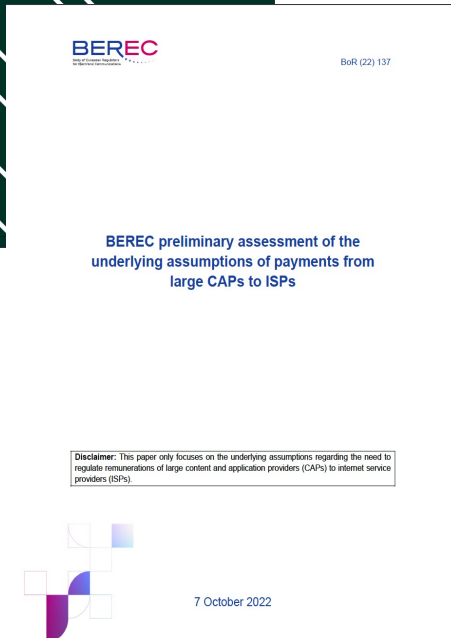 BEREC
Body of European Regulators
for Electronic Communications
BoR (22) 137
BEREC preliminary assessment of the
underlying assumptions of payments from
large CAPs to ISPs
Disclaimer: This paper only focuses on the underlying assumptions regarding the need to
regulate remunerations of large content and application providers (CAPs) to internet service
providers (ISPs).
7 October 2022